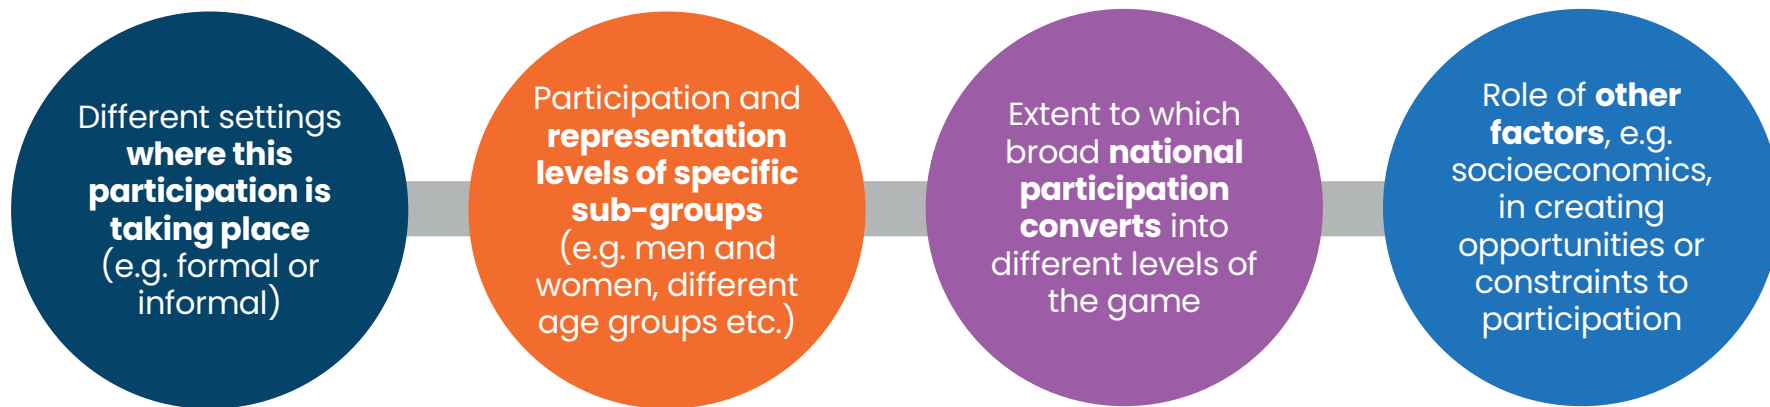 Different settings
where this
participation is
taking place
(e.g. formal or
informal)
Participation and
representation
levels of specific
sub-groups
(e.g. men and
women, different
age groups etc.)
Extent to which
broad national
participation
converts into
different levels of
the game
Role of other
factors, e.g.
socioeconomics,
in creating
opportunities or
constraints to
participation